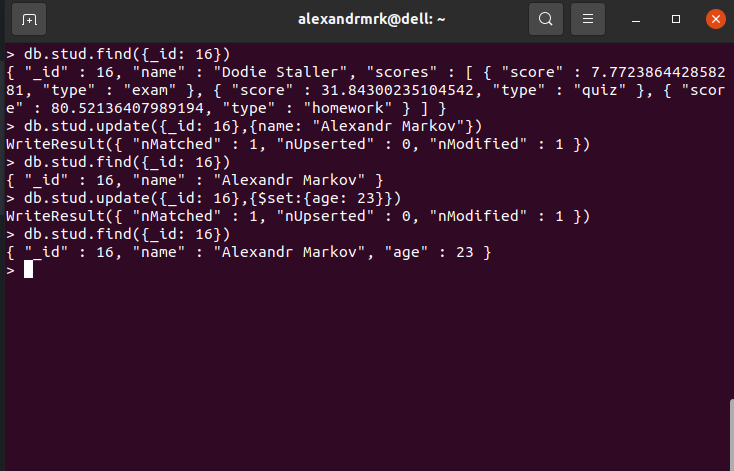 alexandrmrk@dell: ~
> db.stud.find({_id: 16})
{ "_id" : 16, "name" : "Dodie Staller", "scores" : [ { "score" : 7.7723864428582
81, "type" : "exam" }, { "score" : 31.84300235104542, "type" : "quiz" }, { "scor
e" : 80.52136407989194, "type" : "homework" } ] }
> db.stud.update({_id: 16},{name: "Alexandr Markov"})
WriteResult({ "nMatched" : 1, "nUpserted" : 0, "nModified" : 1 })
> db.stud.find({_id: 16})
{ "_id" : 16, "name" : "Alexandr Markov" }
> db.stud.update({_id: 16},{$set:{age: 23}})
WriteResult({ "nMatched" : 1, "nUpserted" : 0, "nModified" : 1 })
> db.stud.find({_id: 16})
{ "_id" : 16, "name" : "Alexandr Markov", "age" : 23 }
>